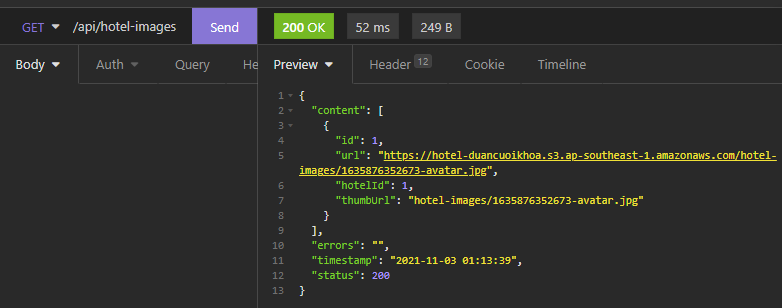 GET /api/hotel-images Send 200 OK 52 ms 249 B
Body Auth Query He Preview Header 12 Cookie Timeline
1 {
2 "content": [
3 {
4 "id": 1,
5 "url": "https://hotel-duancuoikhoa.s3.ap-southeast-1.amazonaws.com/hotel-
images/1635876352673-avatar.jpg",
6 "hotelId": 1,
7 "thumbUrl": "hotel-images/1635876352673-avatar.jpg"
8 }
9 ],
10 "errors": "",
11 "timestamp": "2021-11-03 01:13:39",
12 "status": 200
13 }